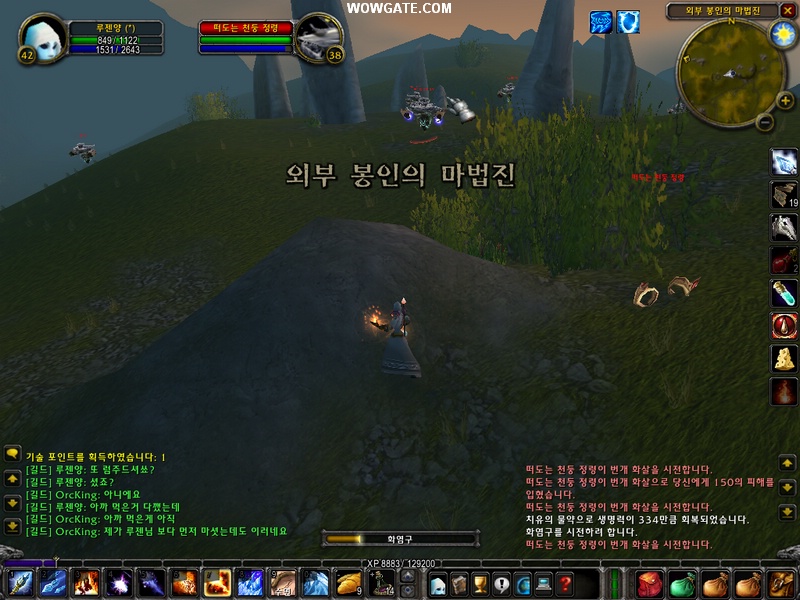 WOWGATE.COM
루젠양 (*)
849 / 1122
1531 / 2643
42
떠도는 천둥 정령
38
외부 봉인의 마법진
N
외부 봉인의 마법진
떠도는 천둥 정령
19
2
기술 포인트를 획득하였습니다: 1
[길드] 루젠양: 또 럼주드셔쑈?
[길드] 루젠양: 셨죠?
[길드] OrcKing: 아니에요
[길드] 루젠양: 아까 먹은거 다깼는데
[길드] OrcKing: 아까 먹은게 아직
[길드] OrcKing: 제가 루젠님 보다 먼저 마셧는데도 이러네요
떠도는 천둥 정령이 번개 화살을 시전합니다.
떠도는 천둥 정령이 번개 화살으로 당신에게 150의 피해를
입혔습니다.
떠도는 천둥 정령이 번개 화살을 시전합니다.
치유의 물약으로 생명력이 334만큼 회복되었습니다.
화염구를 시전하려 합니다.
떠도는 천둥 정령이 번개 화살을 시전합니다.
화염구
XP 8883 / 129200
9
14